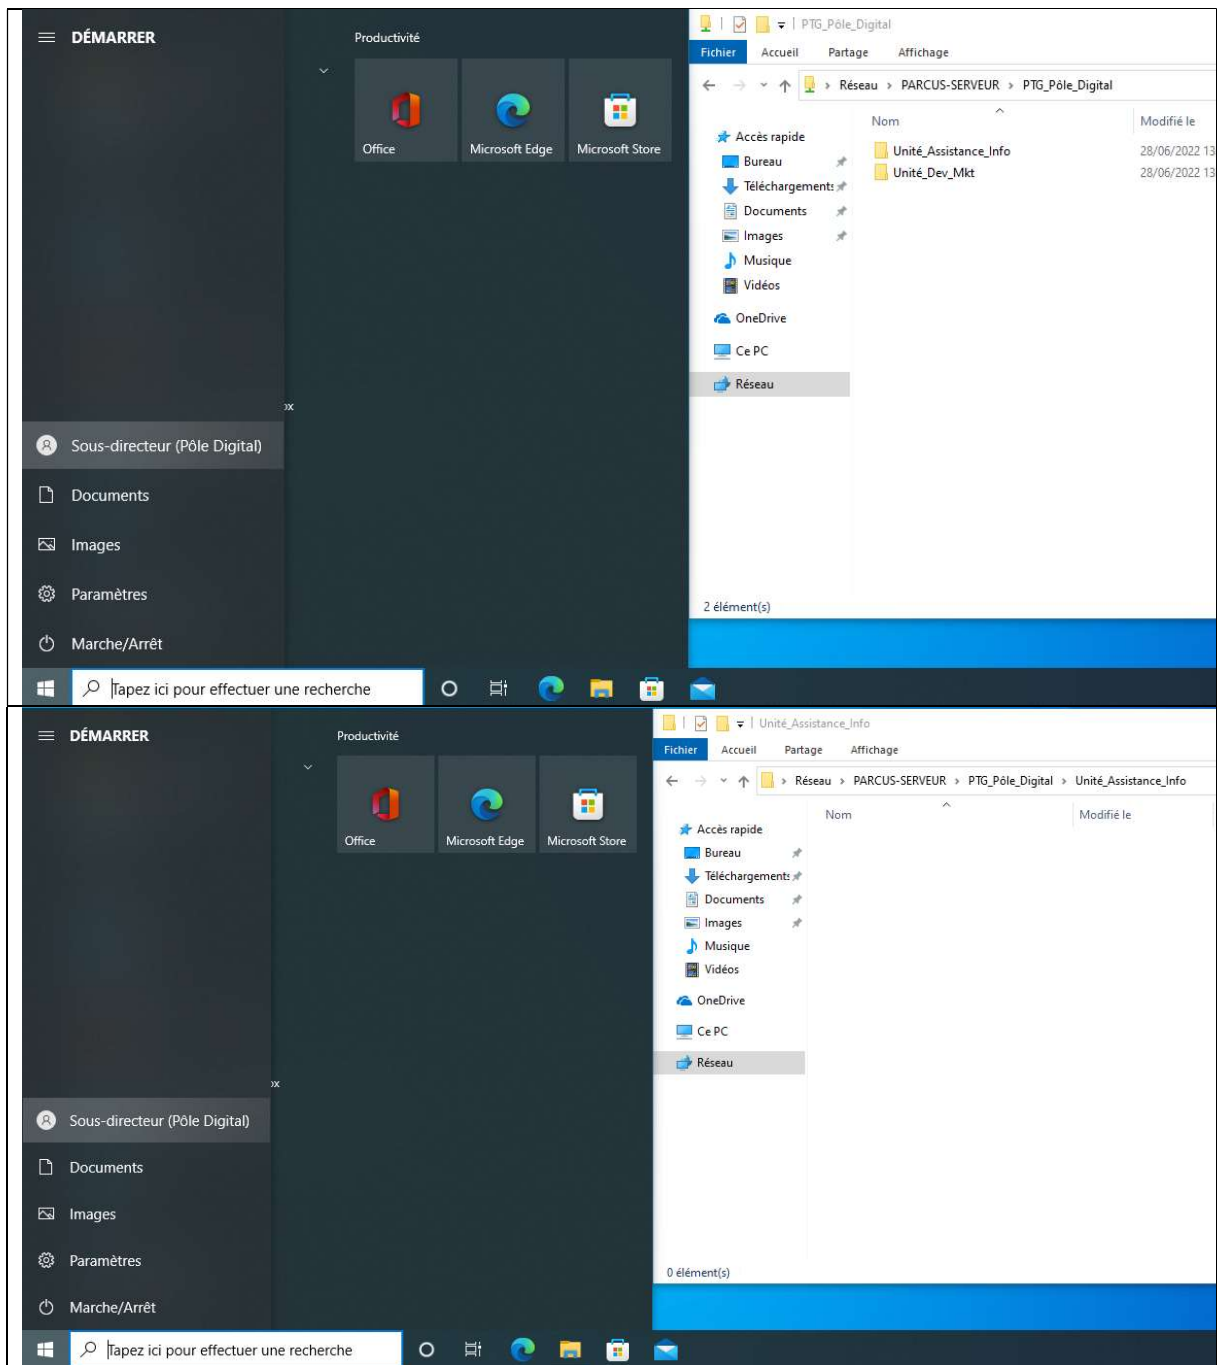 DÉMARRER
Productivité
Office
Microsoft Edge
Microsoft Store
ox
Sous-directeur (Pôle Digital)
Documents
Images
Paramètres
Marche/Arrêt
Tapez ici pour effectuer une recherche
PTG_Pôle_Digital
Fichier Accueil Partage Affichage
Réseau > PARCUS-SERVEUR > PTG_Pôle_Digital
Nom Modifié le
Accès rapide
Bureau
Téléchargements
Documents
Images
Musique
Vidéos
OneDrive
Ce PC
Réseau
Unité_Assistance_Info 28/06/2022 13
Unité_Dev_Mkt 28/06/2022 13
2 élément(s)
DÉMARRER
Productivité
Office
Microsoft Edge
Microsoft Store
ox
Sous-directeur (Pôle Digital)
Documents
Images
Paramètres
Marche/Arrêt
Tapez ici pour effectuer une recherche
Unité_Assistance_Info
Fichier Accueil Partage Affichage
Réseau > PARCUS-SERVEUR > PTG_Pôle_Digital > Unité_Assistance_Info
Nom Modifié le
Accès rapide
Bureau
Téléchargements
Documents
Images
Musique
Vidéos
OneDrive
Ce PC
Réseau
0 élément(s)